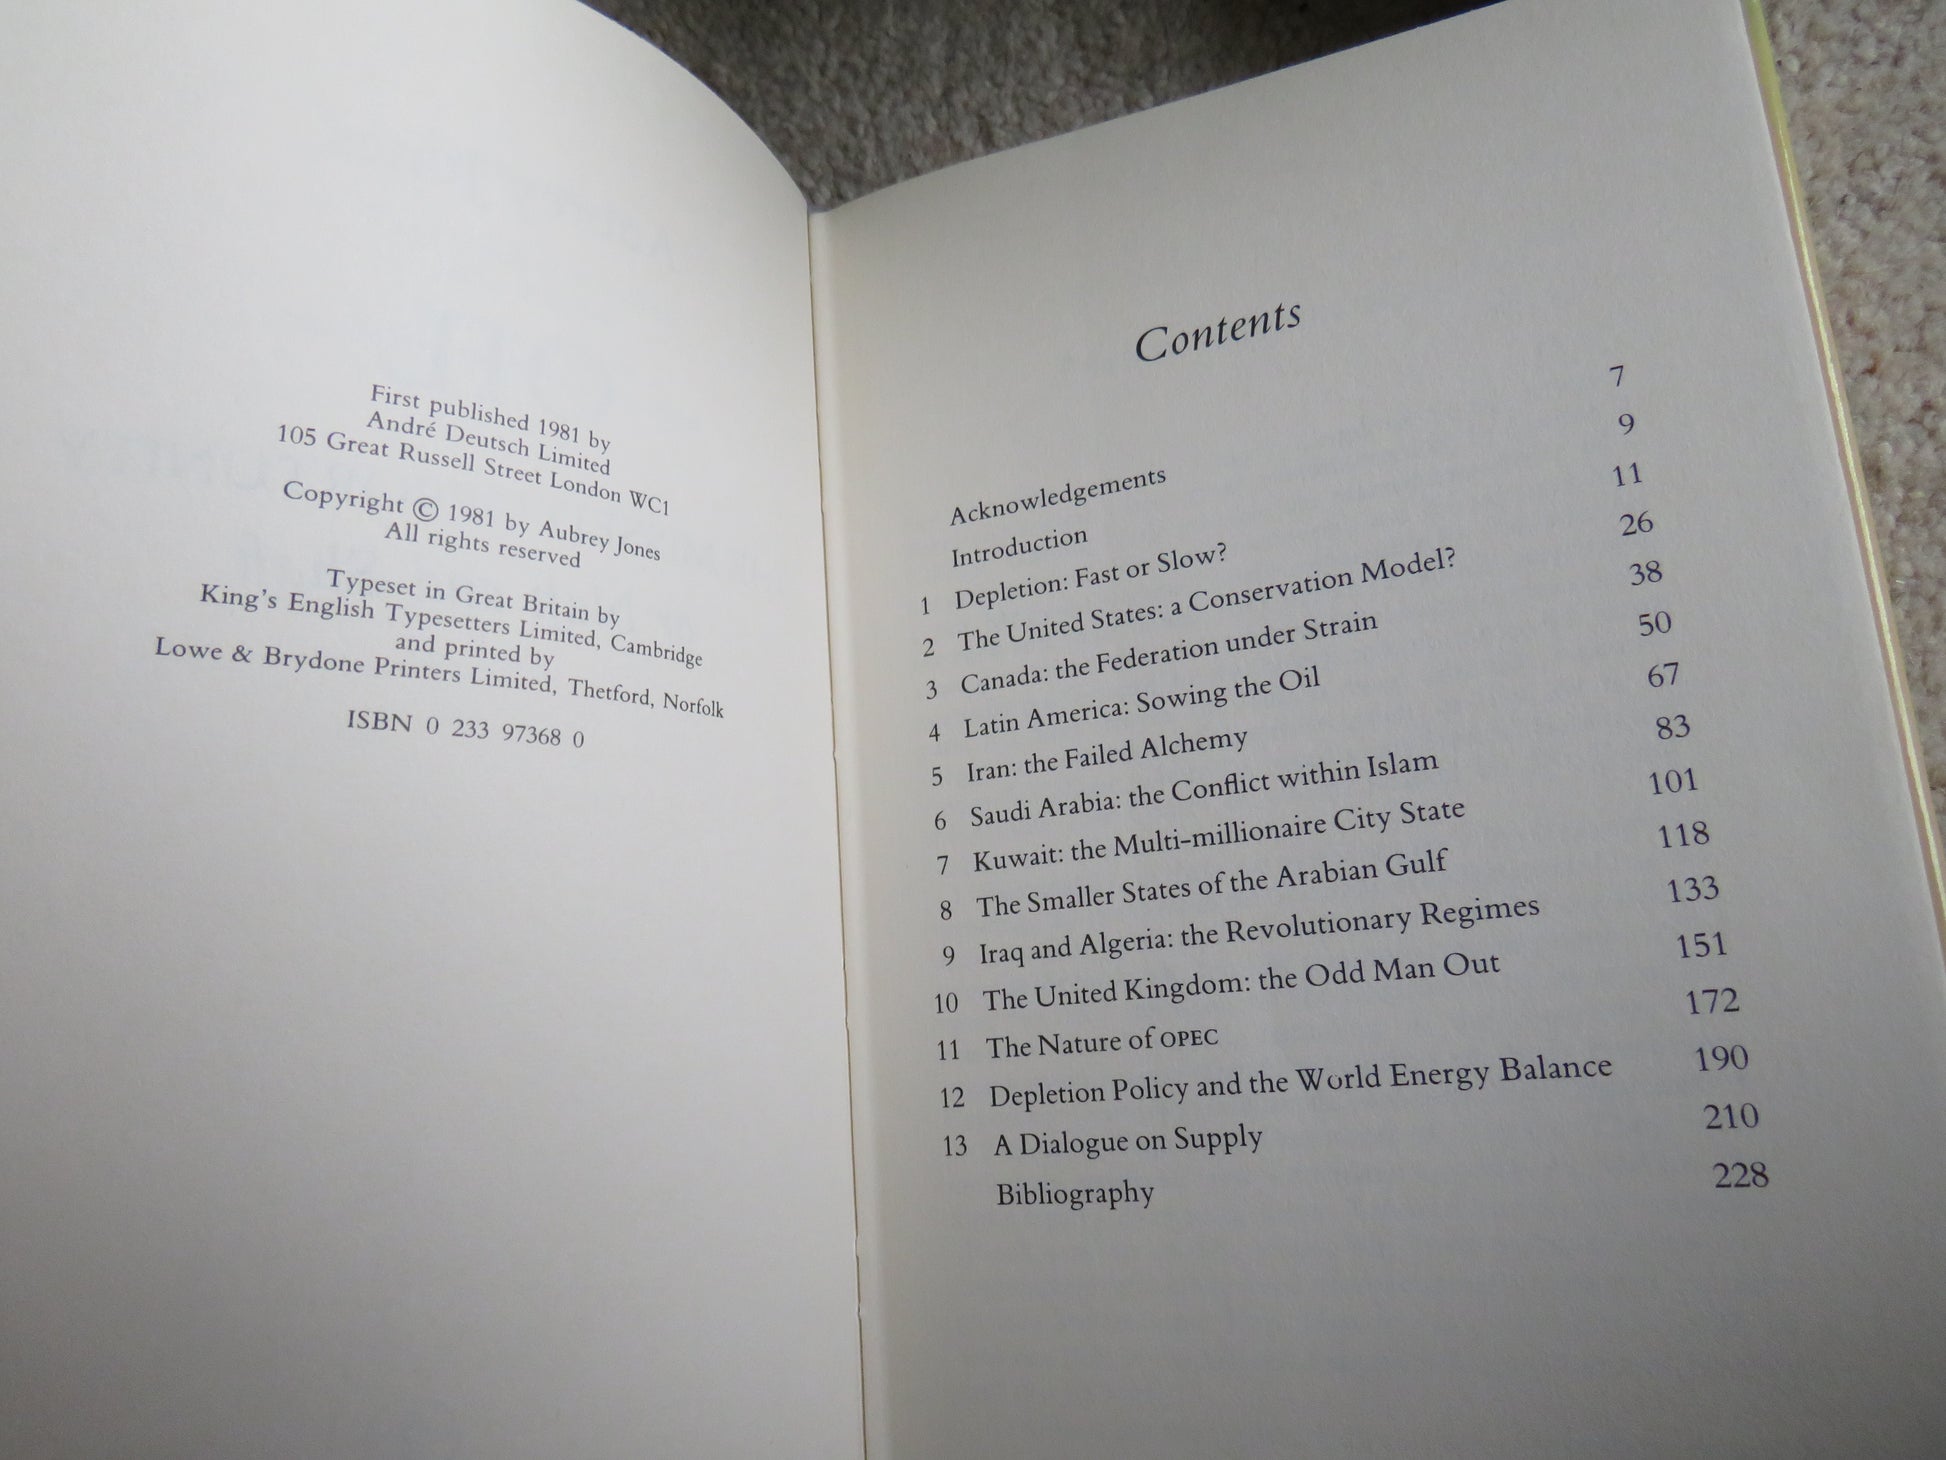 First published 1981 by
André Deutsch Limited
105 Great Russell Street London WC1
Copyright © 1981 by Aubrey Jones
All rights reserved
Typeset in Great Britain by
King's English Typesetters Limited, Cambridge
and printed by
Lowe & Brydone Printers Limited, Thetford, Norfolk
ISBN 0 233 97368 0
Contents
Acknowledgements 7
Introduction 9
1 Depletion: Fast or Slow? 11
2 The United States: a Conservation Model? 26
3 Canada: the Federation under Strain 38
4 Latin America: Sowing the Oil 50
5 Iran: the Failed Alchemy 67
6 Saudi Arabia: the Conflict within Islam 83
7 Kuwait: the Multi-millionaire City State 101
8 The Smaller States of the Arabian Gulf 118
9 Iraq and Algeria: the Revolutionary Regimes 133
10 The United Kingdom: the Odd Man Out 151
11 The Nature of OPEC 172
12 Depletion Policy and the World Energy Balance 190
13 A Dialogue on Supply 210
Bibliography 228